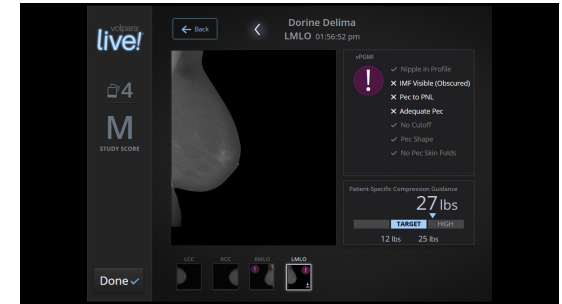 volpara
live!
Back
Dorine Delima
LMLO 01:56:52 pm
vPGMI
!
Nipple in Profile
IMF Visible (Obscured)
Pec to PNL
Adequate Pec
No Cutoff
Pec Shape
No Pec Skin Folds
4
M
STUDY SCORE
Patient-Specific Compression Guidance
27 lbs
TARGET HIGH
12 lbs 25 lbs
LCC RCC RMLO LMLO
! !
Done